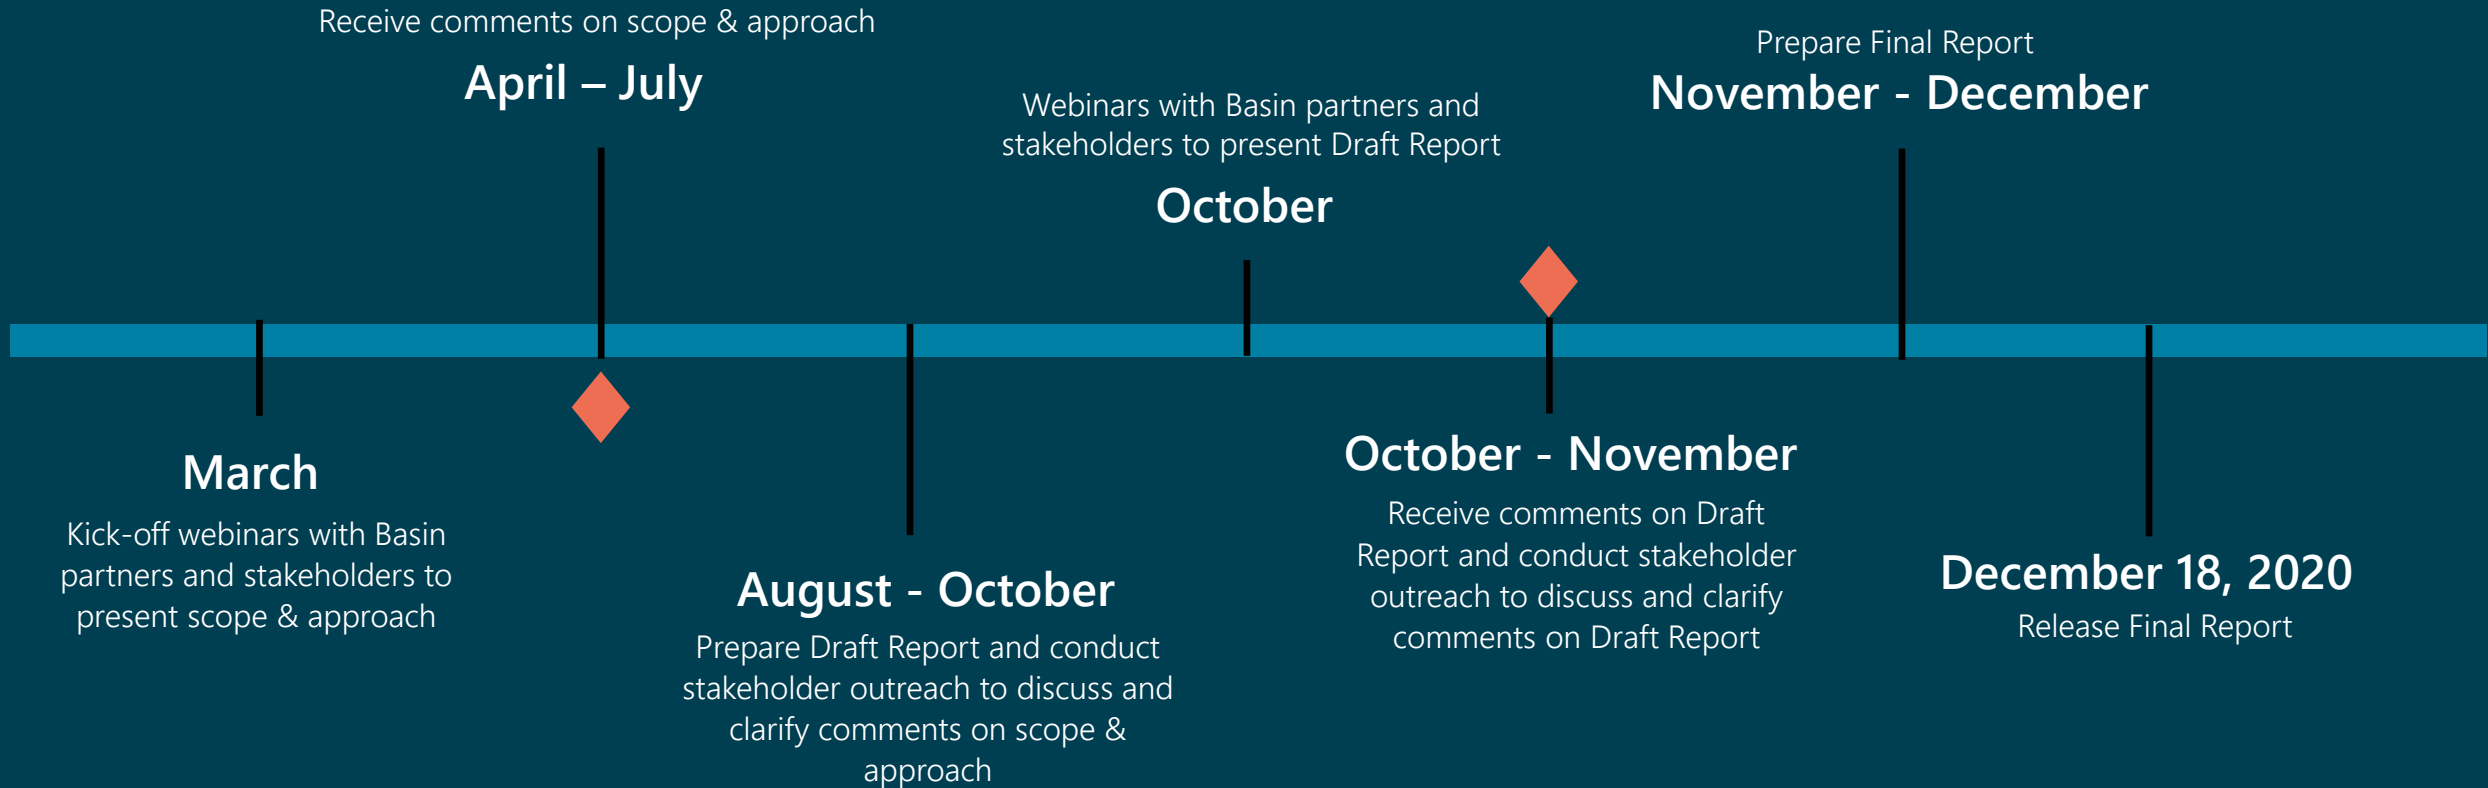 Receive comments on scope & approach
April – July
Prepare Final Report
November - December
Webinars with Basin partners and
stakeholders to present Draft Report
October
March
Kick-off webinars with Basin
partners and stakeholders to
present scope & approach
August - October
Prepare Draft Report and conduct
stakeholder outreach to discuss and
clarify comments on scope &
approach
October - November
Receive comments on Draft
Report and conduct stakeholder
outreach to discuss and clarify
comments on Draft Report
December 18, 2020
Release Final Report